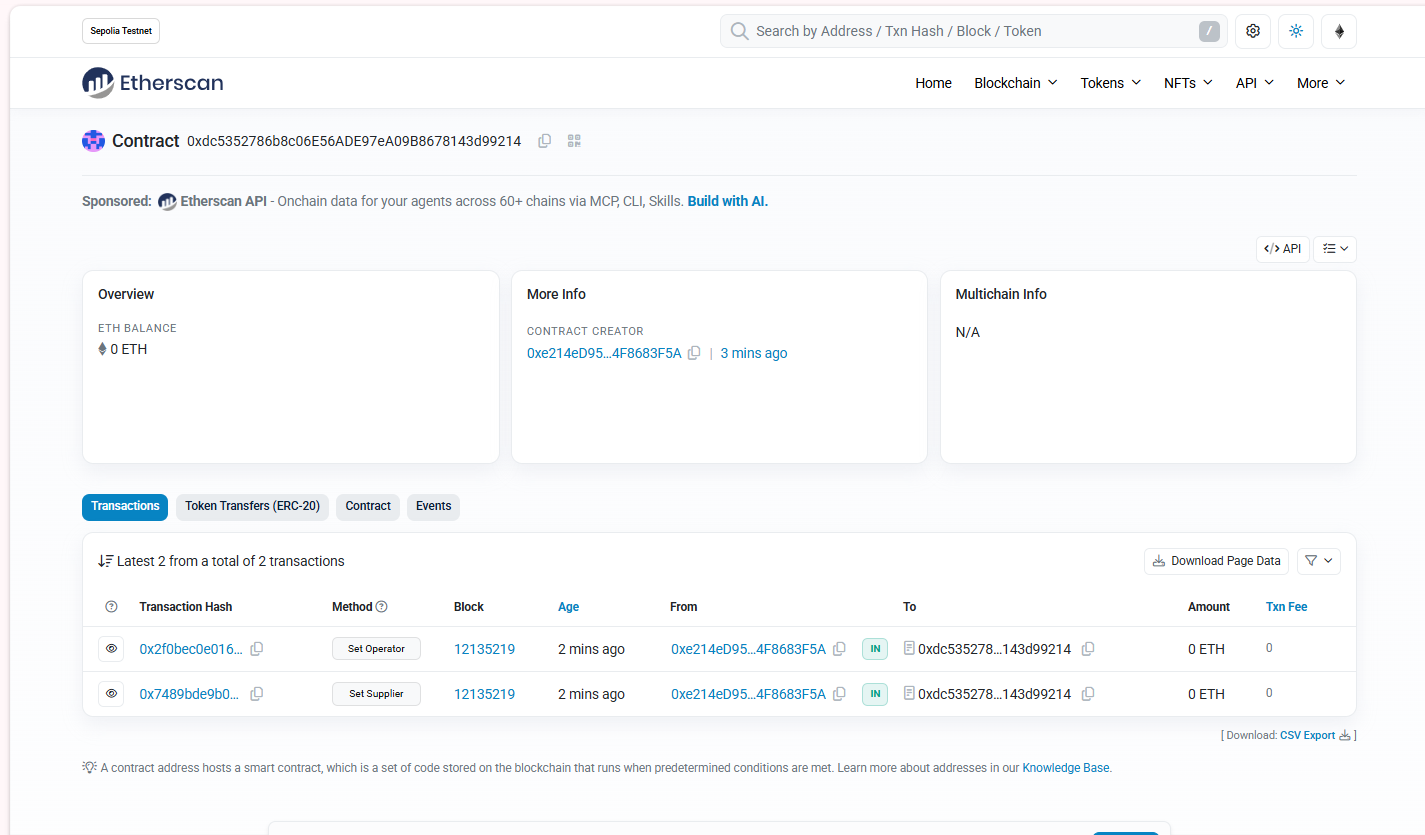 Sepolia Testnet
Search by Address / Txn Hash / Block / Token /
Etherscan
Home Blockchain Tokens NFTs API More
Contract 0xdc5352786b8c06E56ADE97eA09B8678143d99214
Sponsored: Etherscan API - Onchain data for your agents across 60+ chains via MCP, CLI, Skills. Build with AI.
</> API
Overview
ETH BALANCE
0 ETH
More Info
CONTRACT CREATOR
0xe214eD95...4F8683F5A | 3 mins ago
Multichain Info
N/A
Transactions Token Transfers (ERC-20) Contract Events
Latest 2 from a total of 2 transactions
Download Page Data
Transaction Hash Method Block Age From To Amount Txn Fee
0x2f0bec0e016... Set Operator 12135219 2 mins ago 0xe214eD95...4F8683F5A IN 0xdc535278...143d99214 0 ETH 0
0x7489bde9b0... Set Supplier 12135219 2 mins ago 0xe214eD95...4F8683F5A IN 0xdc535278...143d99214 0 ETH 0
[ Download: CSV Export ]
A contract address hosts a smart contract, which is a set of code stored on the blockchain that runs when predetermined conditions are met. Learn more about addresses in our Knowledge Base.